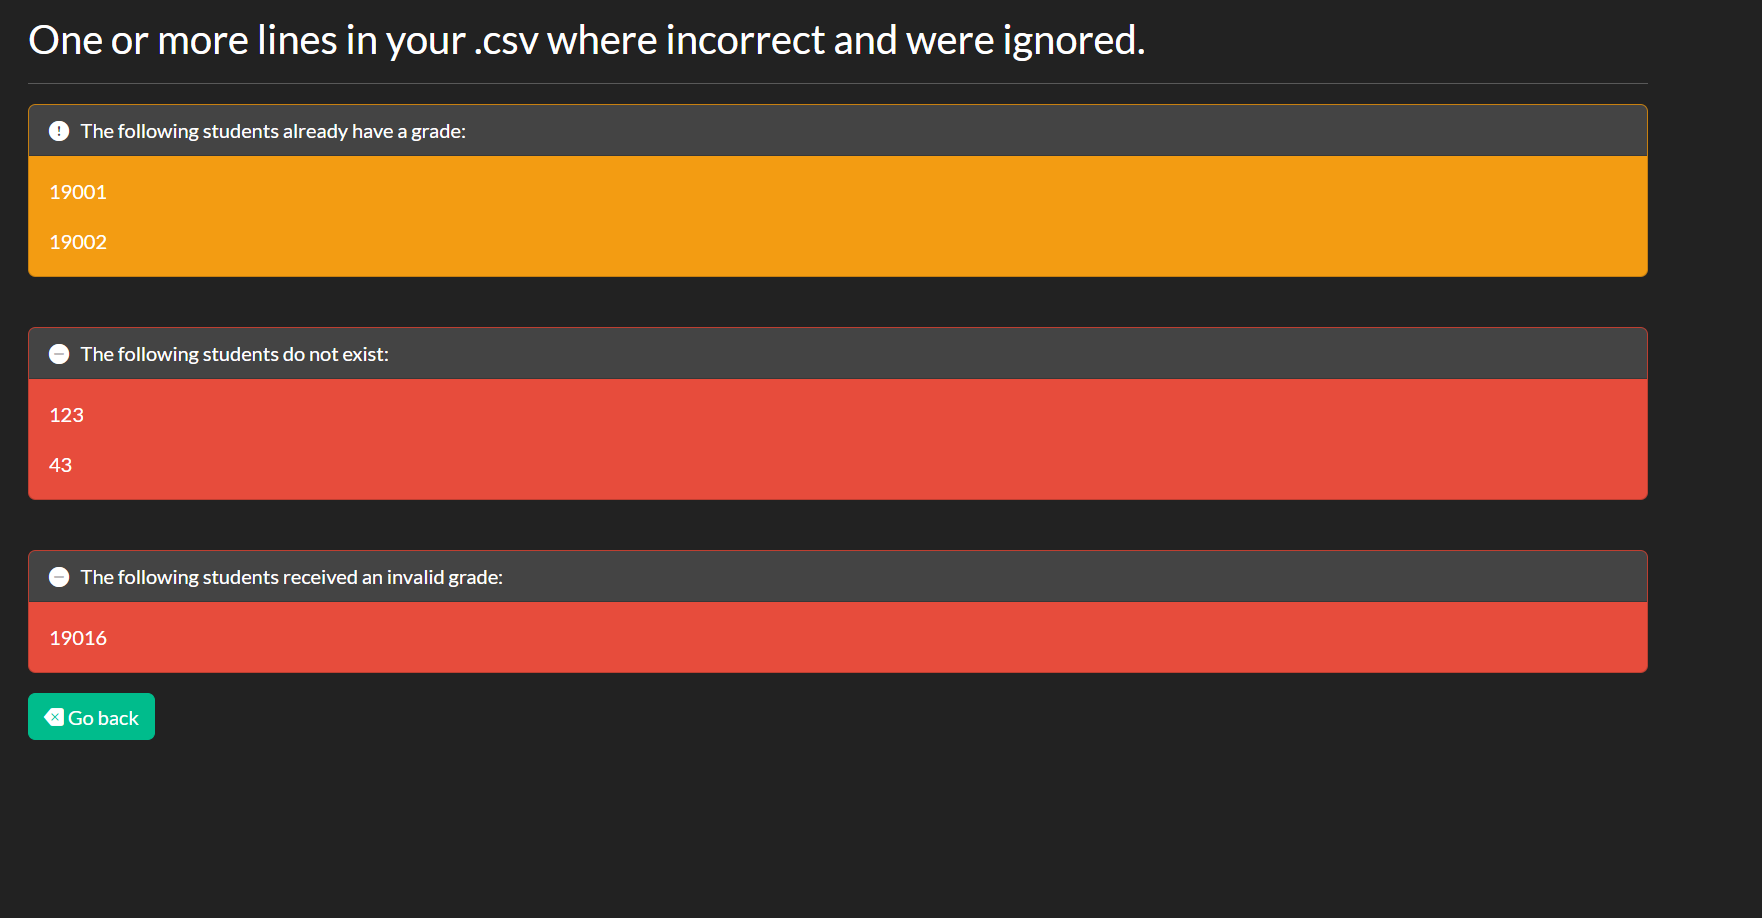 One or more lines in your .csv where incorrect and were ignored.
The following students already have a grade:
19001
19002
The following students do not exist:
123
43
The following students received an invalid grade:
19016
Go back